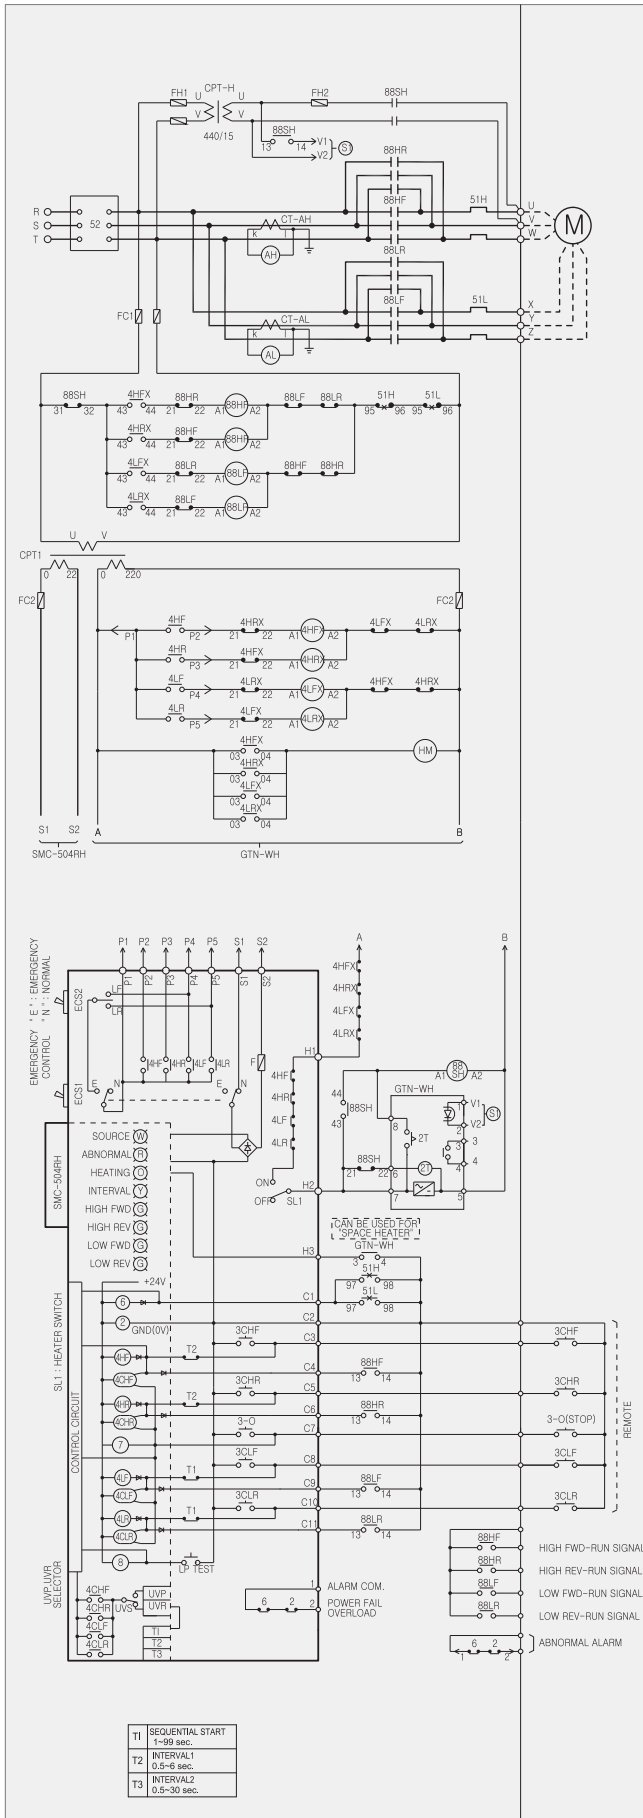 CPT-H
FH1 U U FH2 88SH
V V
440/15
88SH
13 14 V1
V2 S1
88HR
88HF 51H
R U
S 52 CT-AH V M
T k l W
AH
88LR
88LF 51L X
FC1 CT-AL Y
k l Z
AL
88SH 4HFX 88HR 88HF 88LF 88LR 51H 51L
31 32 43 44 21 22 A1 A2 95 96 95 96
4HRX 88HF 88HR
43 44 21 22 A1 A2
4LFX 88LR 88HF 88HR
43 44 21 22 A1 A2
4LRX 88LF
43 44 21 22 A1 A2
U V
CPT1
0 22 0 220
FC2 FC2
4HF 4HRX 4HFX 4LFX 4LRX
P1 P2 21 22 A1 A2
4HR 4HFX 4HRX
P3 21 22 A1 A2
4LF 4LRX 4LFX 4HFX 4HRX
P4 21 22 A1 A2
4LR 4LFX 4LRX
P5 21 22 A1 A2
4HFX
03 04 HM
4HRX
03 04
4LFX
03 04
4LRX
03 04
S1 S2 A B
SMC-504RH GTN-WH
P1 P2 P3 P4 P5 S1 S2 A B
P1 P2 P3 P4 P5 S1 S2
EMERGENCY " E " : EMERGENCY
CONTROL " N " : NORMAL
ECS2 LF
LR
4HFX
4HRX
4LFX
4LRX
H1
4HF 4HR 4LF 4LR F
ECS1 E N E N
4HF
4HR
4LF
4LR
44
88SH
43
88
SH
A1 A2
GTN-WH
V1
1
V2 S1
2
8 2T
3 3
4 4
88SH
21 22 6 2T
7 5
ON
OFF SL1 H2
SMC-504RH
SOURCE W
ABNORMAL R
HEATING O
INTERVAL Y
HIGH FWD G
HIGH REV G
LOW FWD G
LOW REV G
CAN BE USED FOR
"SPACE HEATER"
GTN-WH
H3 3 4
51H
97 98
51L
97 98
SL1 : HEATER SWITCH
CONTROL CIRCUIT
+24V
6 C1
2 GND(0V) C2
3CHF C3 3CHF
4HF T2
4CHF C4 88HF
13 14
3CHR C5 3CHR
4HR T2
4CHR C6 88HR
13 14
7 3-O C7 3-O(STOP)
3CLF C8 3CLF
4LF T1
4CLF C9 88LF
13 14
3CLR C10 3CLR
4LR T1
4CLR C11 88LR
13 14
REMOTE
8 LP TEST
UVP,UVR
SELECTOR
4CHF
4CHR
4CLF
4CLR
UVS
UVP
UVR
T1
T2
T3
1 ALARM COM.
6 2 2 POWER FAIL
OVERLOAD
88HF HIGH FWD-RUN SIGNAL
88HR HIGH REV-RUN SIGNAL
88LF LOW FWD-RUN SIGNAL
88LR LOW REV-RUN SIGNAL
6 2 ABNORMAL ALARM
1 2
T1 SEQUENTIAL START
1~99 sec.
T2 INTERVAL1
0.5~6 sec.
T3 INTERVAL2
0.5~30 sec.